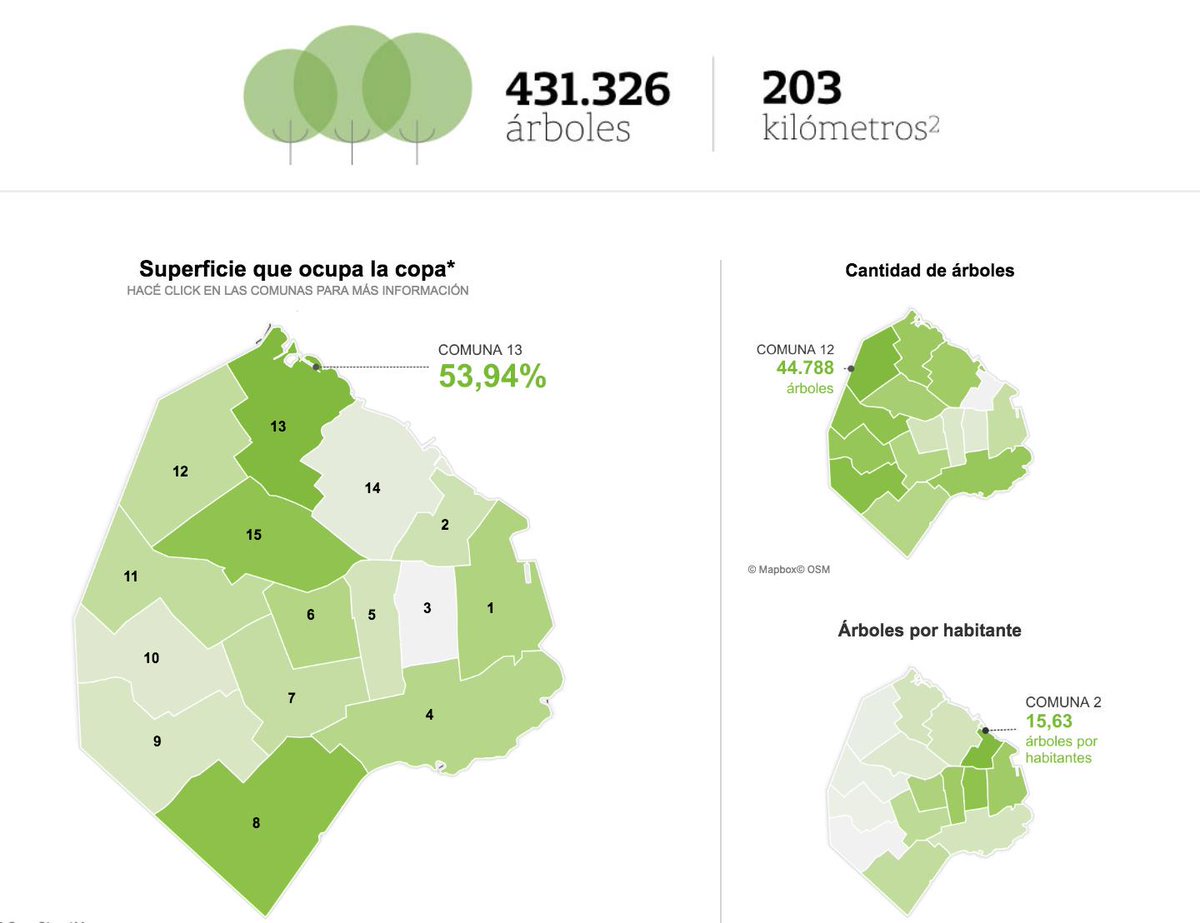 431.326
árboles
203
kilómetros²
Superficie que ocupa la copa*
HACÉ CLICK EN LAS COMUNAS PARA MÁS INFORMACIÓN
COMUNA 13
53,94%
13
12
14
2
15
11
6
5
3
1
10
7
4
9
8
Cantidad de árboles
COMUNA 12
44.788
árboles
© Mapbox© OSM
Árboles por habitante
COMUNA 2
15,63
árboles por
habitantes